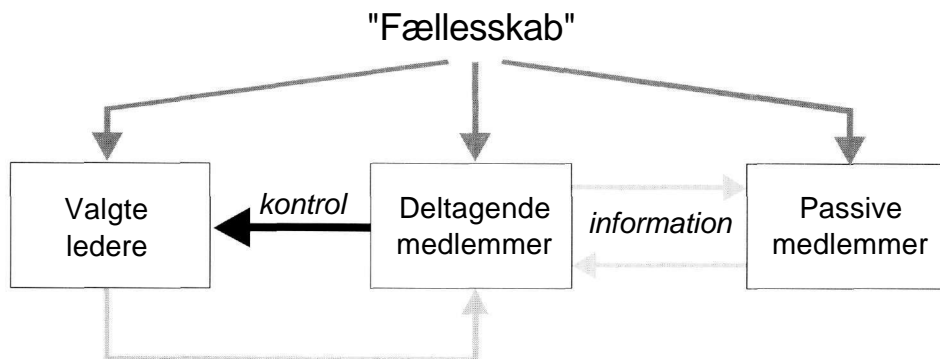 "Fællesskab"
Valgte
ledere
kontrol
Deltagende
medlemmer
information
Passive
medlemmer